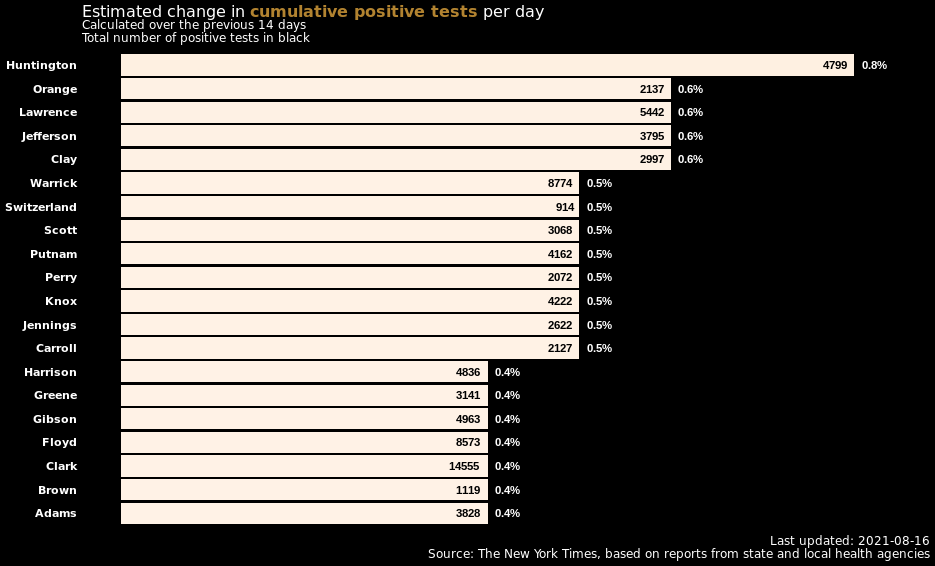 Estimated change in cumulative positive tests per day
Calculated over the previous 14 days
Total number of positive tests in black
Huntington 4799 0.8%
Orange 2137 0.6%
Lawrence 5442 0.6%
Jefferson 3795 0.6%
Clay 2997 0.6%
Warrick 8774 0.5%
Switzerland 914 0.5%
Scott 3068 0.5%
Putnam 4162 0.5%
Perry 2072 0.5%
Knox 4222 0.5%
Jennings 2622 0.5%
Carroll 2127 0.5%
Harrison 4836 0.4%
Greene 3141 0.4%
Gibson 4963 0.4%
Floyd 8573 0.4%
Clark 14555 0.4%
Brown 1119 0.4%
Adams 3828 0.4%
Last updated: 2021-08-16
Source: The New York Times, based on reports from state and local health agencies